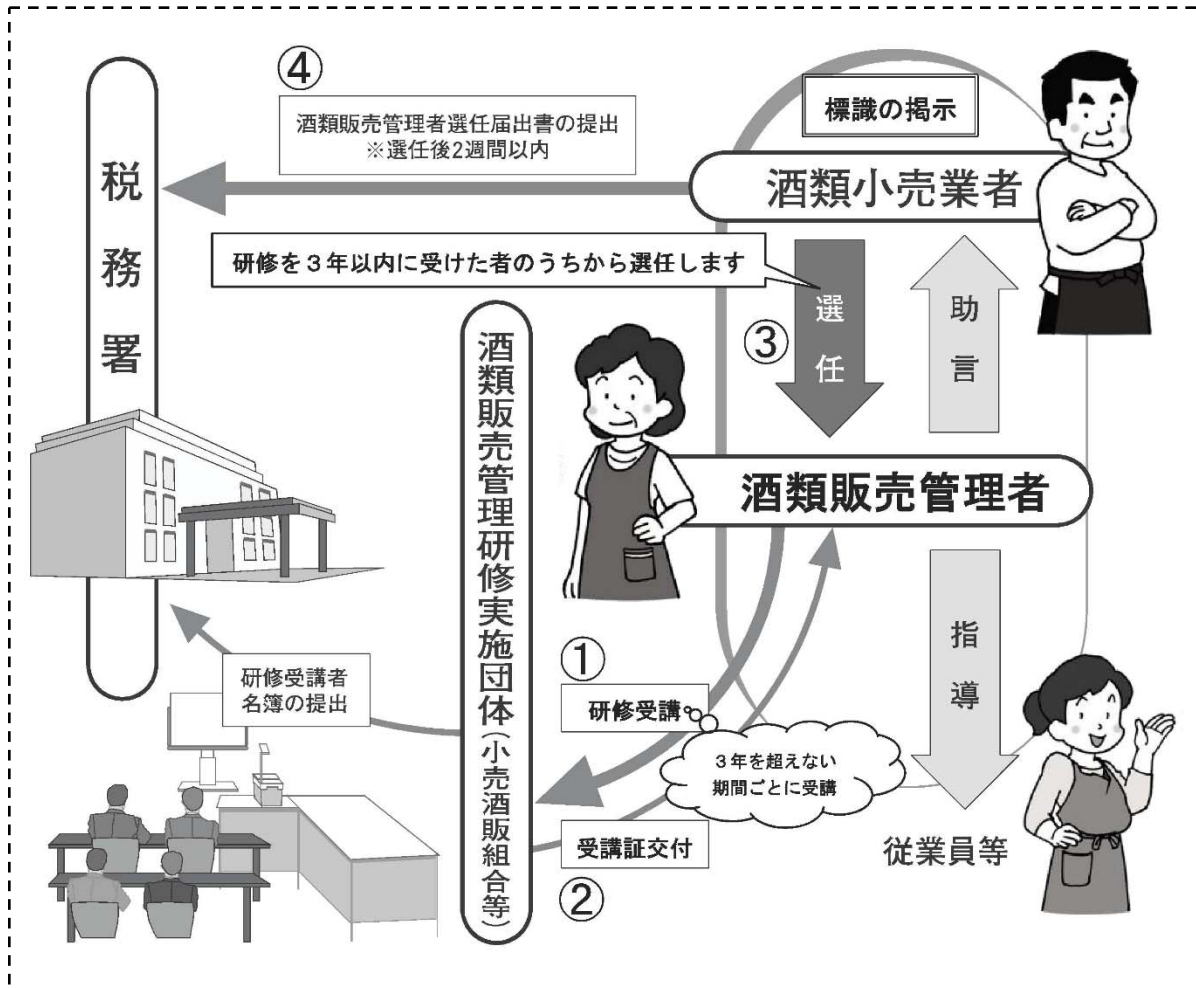 ④
酒類販売管理者選任届出書の提出
※選任後2週間以内
標識の掲示
酒類小売業者
税務署
研修を3年以内に受けた者のうちから選任します
③
選任
助言
酒類販売管理研修実施団体(小売酒販組合等)
酒類販売管理者
指導
①
研修受講
3年を超えない
期間ごとに受講
研修受講者
名簿の提出
受講証交付
②
従業員等